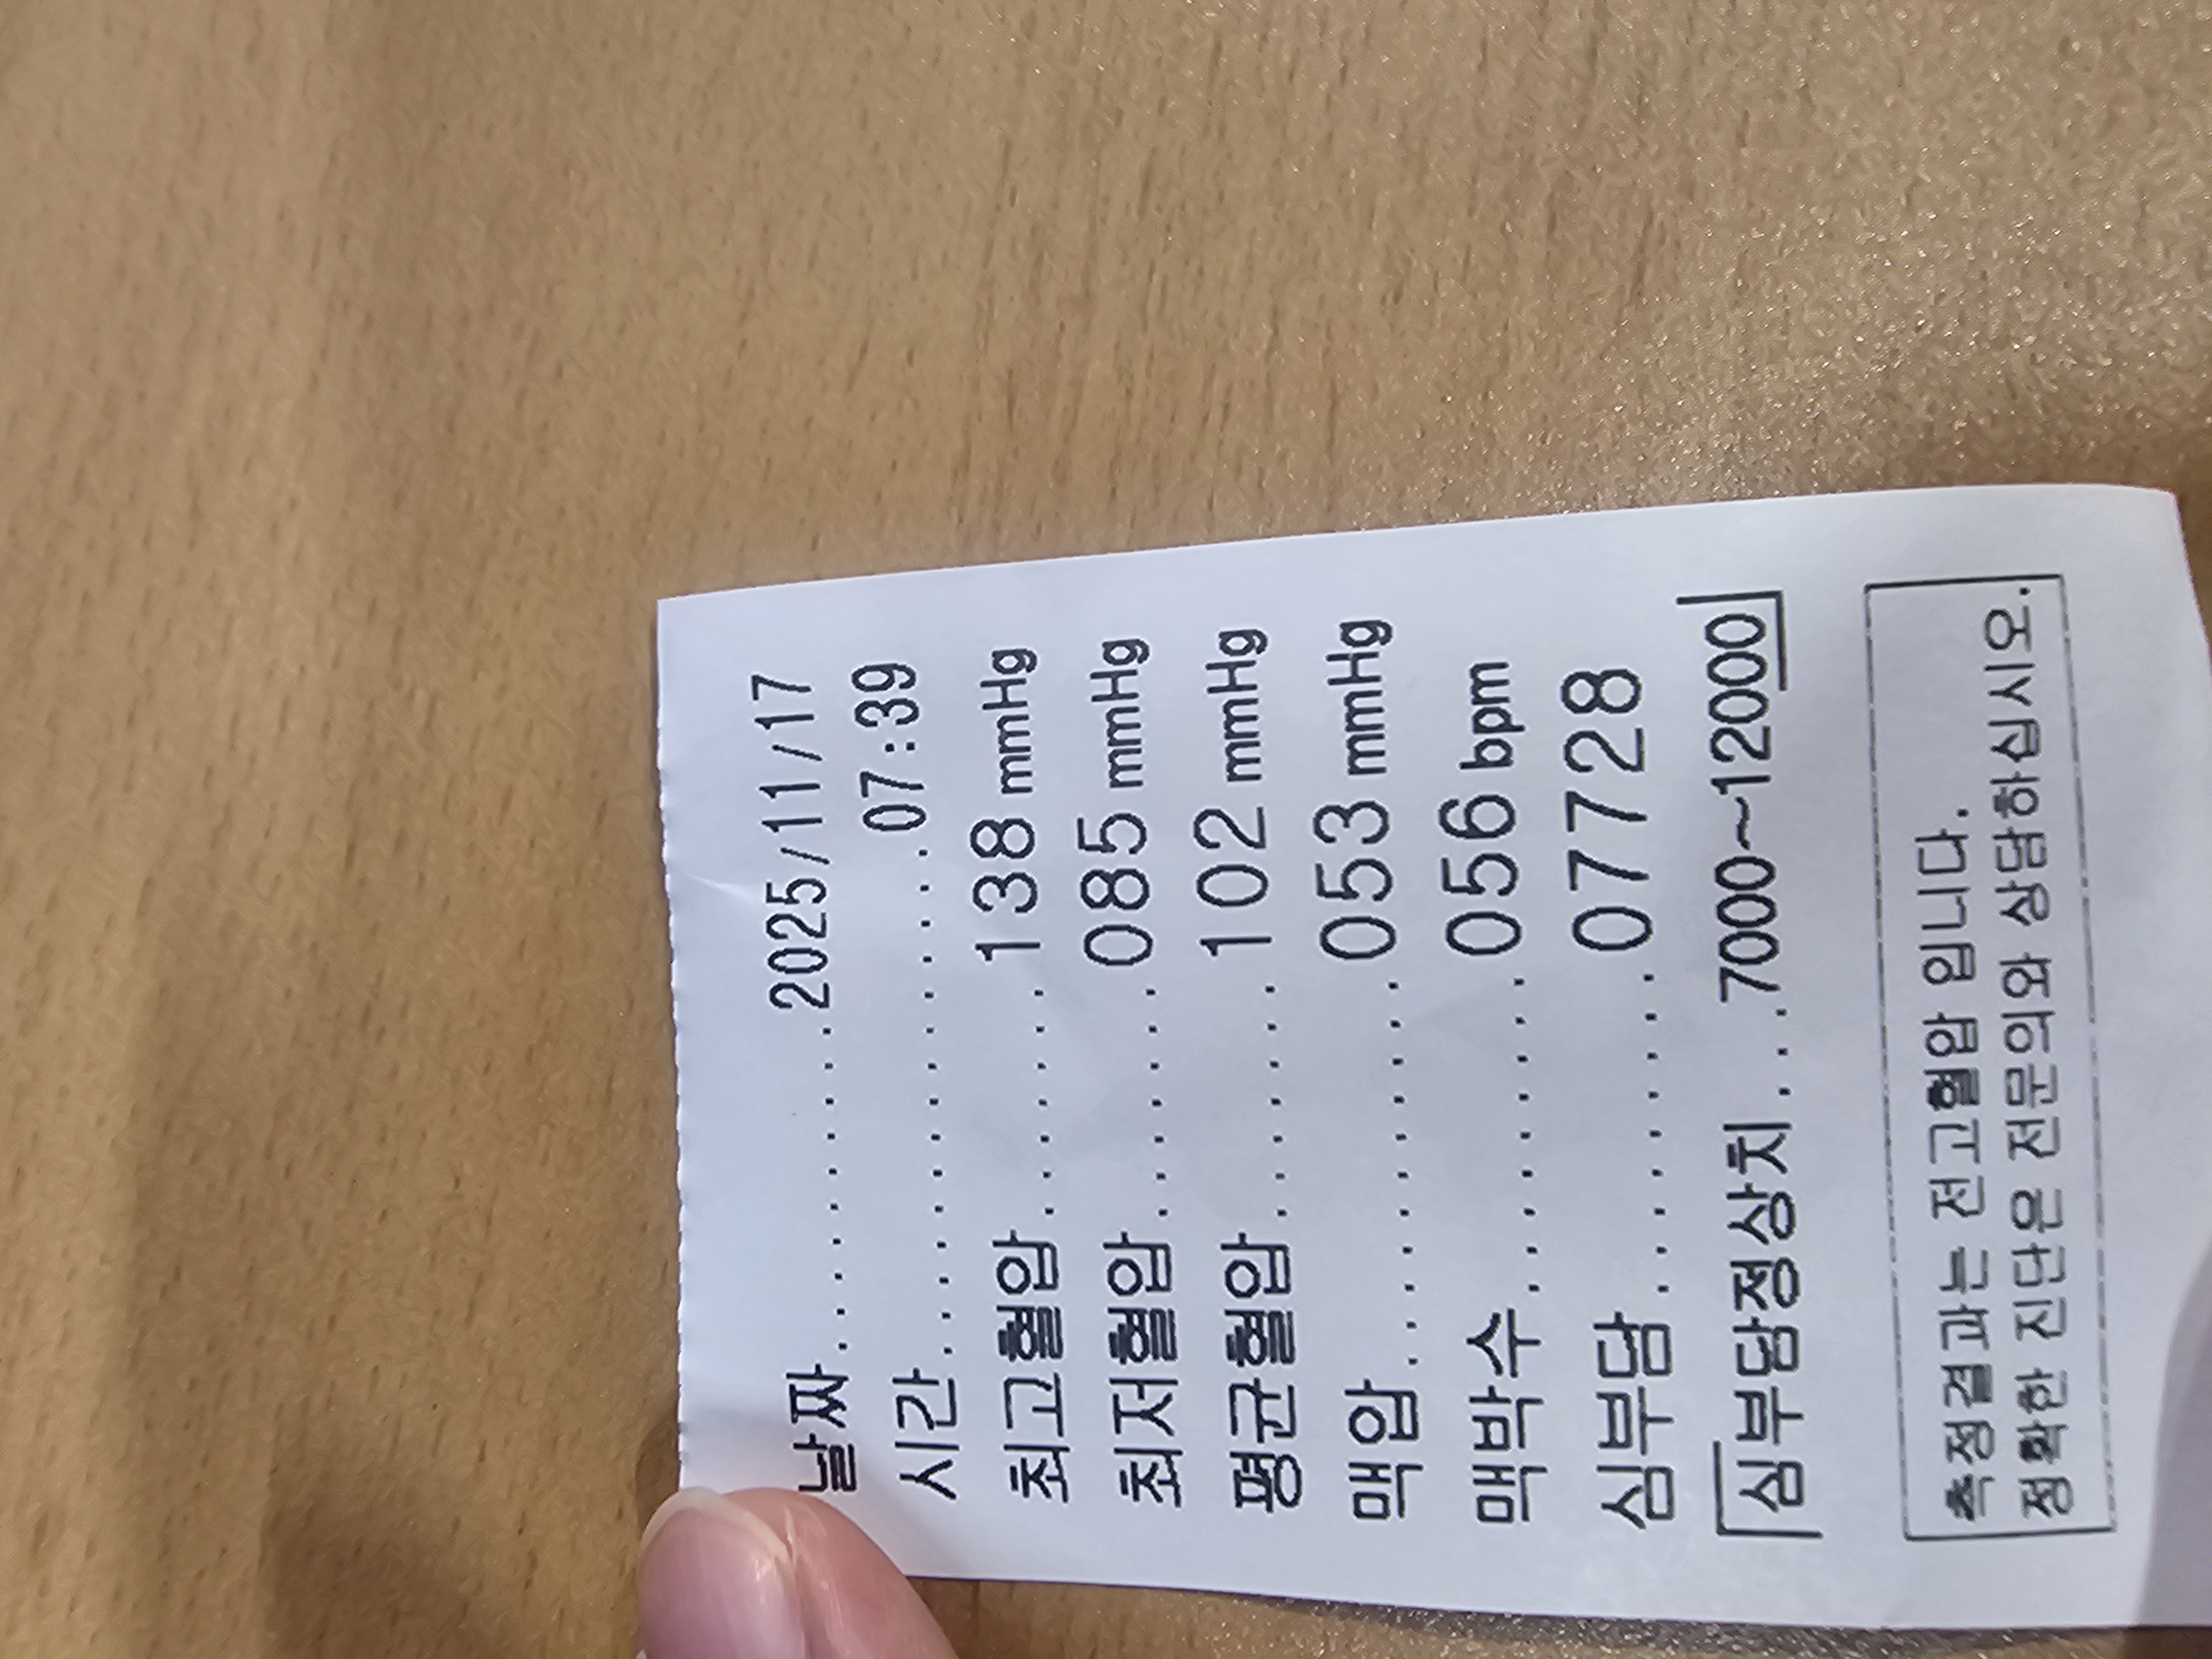 날짜..............2025/11/17
시간..................07:39
최고혈압........138 mmHg
최저혈압........085 mmHg
평균혈압........102 mmHg
맥압.............053 mmHg
맥박수...........056 bpm
심부담...........07728
심부담정상치...7000~12000
측정결과는 전고혈압 입니다.
정확한 진단은 전문의와 상담하십시오.